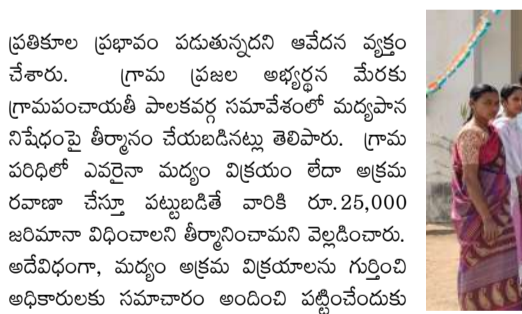 ప్రతికూల ప్రభావం పడుతున్నదని ఆవేదన వ్యక్తం
చేశారు. గ్రామ ప్రజల అభ్యర్థన మేరకు
గ్రామపంచాయతీ పాలకవర్గ సమావేశంలో మద్యపాన
నిషేధంపై తీర్మానం చేయబడినట్లు తెలిపారు. గ్రామ
పరిధిలో ఎవరైనా మద్యం విక్రయం లేదా అక్రమ
రవాణా చేస్తూ పట్టుబడితే వారికి రూ.25,000
జరిమానా విధించాలని తీర్మానించామని వెల్లడించారు.
అదేవిధంగా, మద్యం అక్రమ విక్రయాలను గుర్తించి
అధికారులకు సమాచారం అందించి పట్టించేందుకు